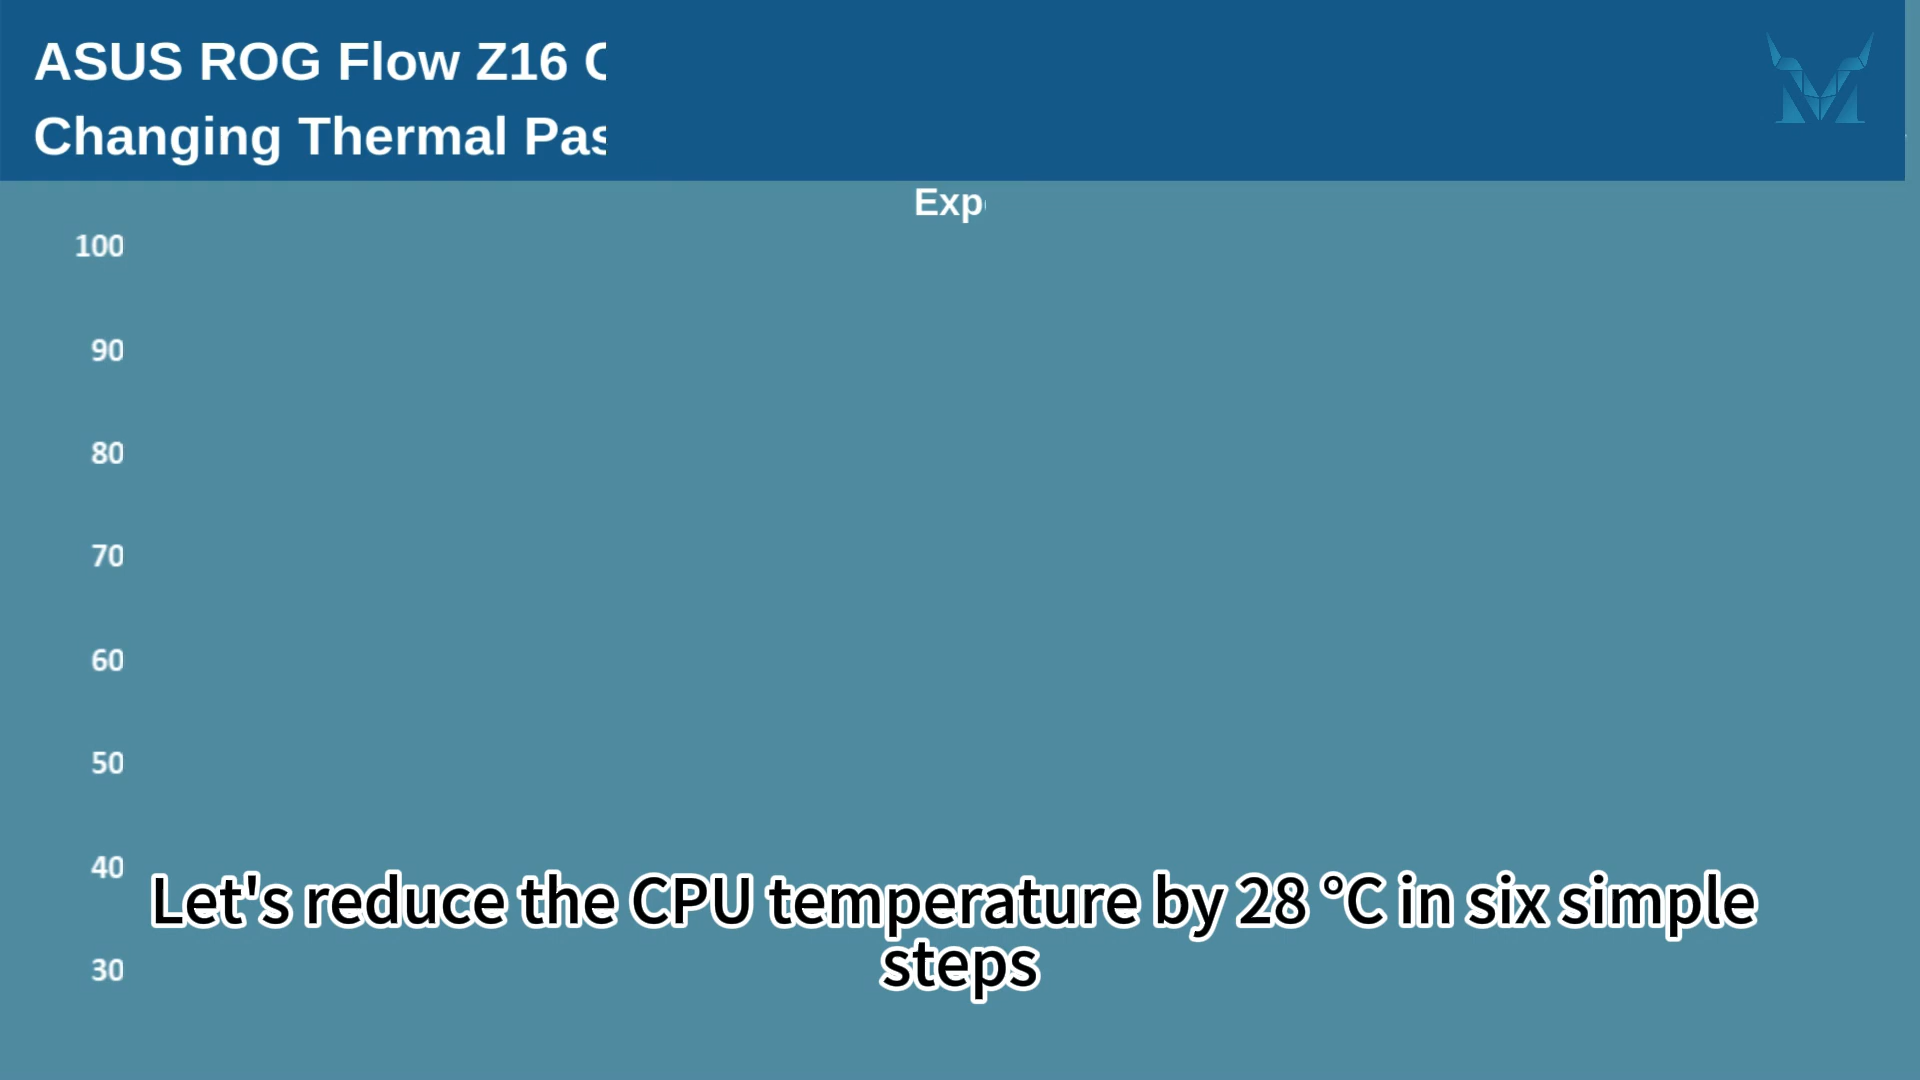 ASUS ROG Flow Z16
Changing Thermal Pas
Exp
100
90
80
70
60
50
40
30
Let's reduce the CPU temperature by 28 °C in six simple
steps